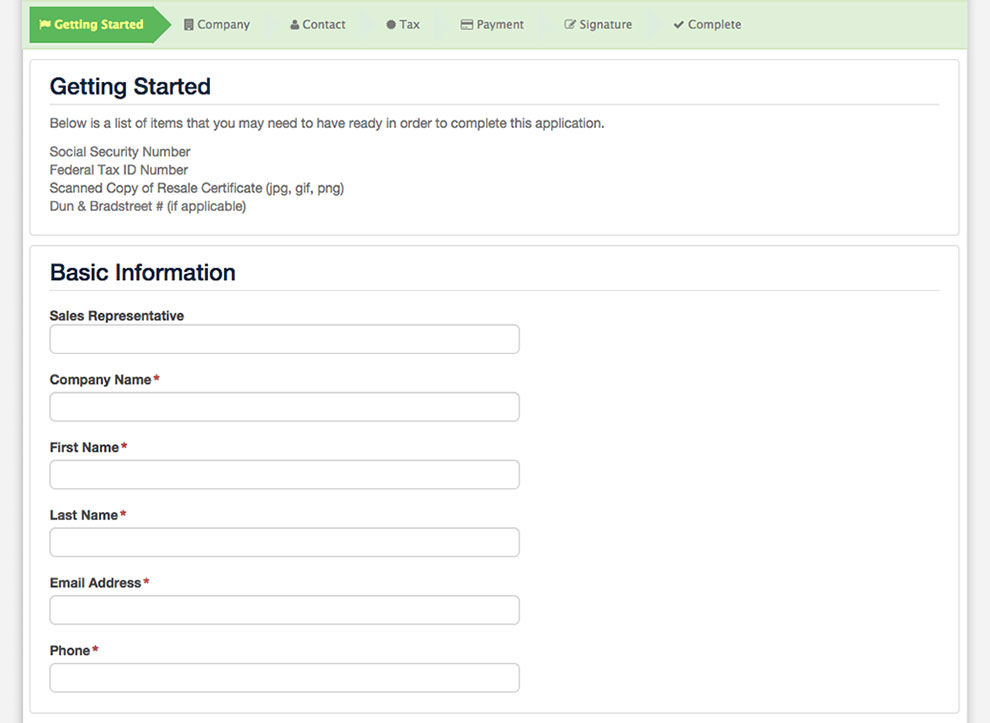 Getting Started Company Contact Tax Payment Signature Complete
Getting Started
Below is a list of items that you may need to have ready in order to complete this application.
Social Security Number
Federal Tax ID Number
Scanned Copy of Resale Certificate (jpg, gif, png)
Dun & Bradstreet # (if applicable)
Basic Information
Sales Representative
Company Name*
First Name*
Last Name*
Email Address*
Phone*